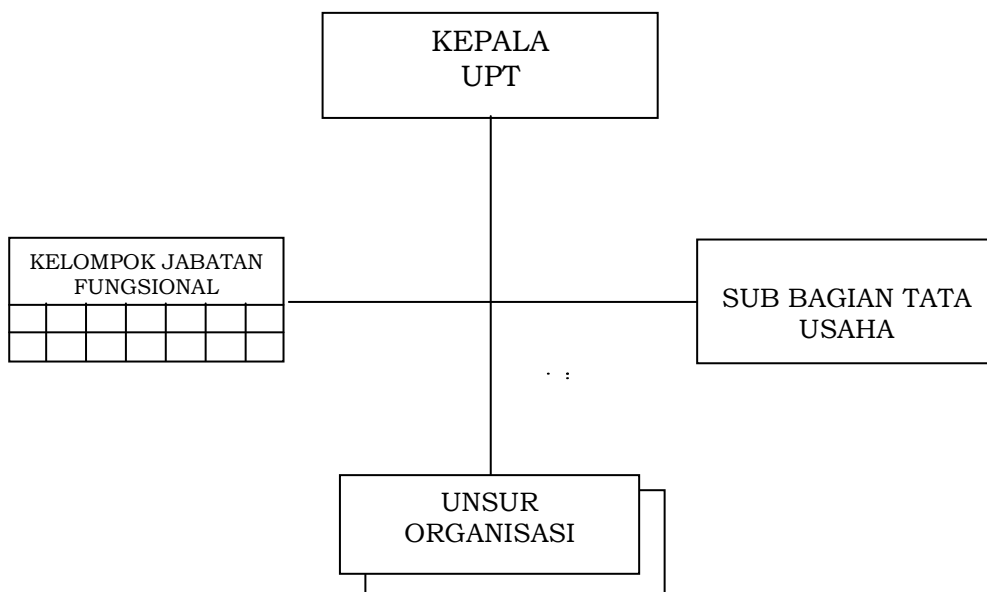 KEPALA
UPT
KELOMPOK JABATAN
FUNGSIONAL
SUB BAGIAN TATA
USAHA
UNSUR
ORGANISASI